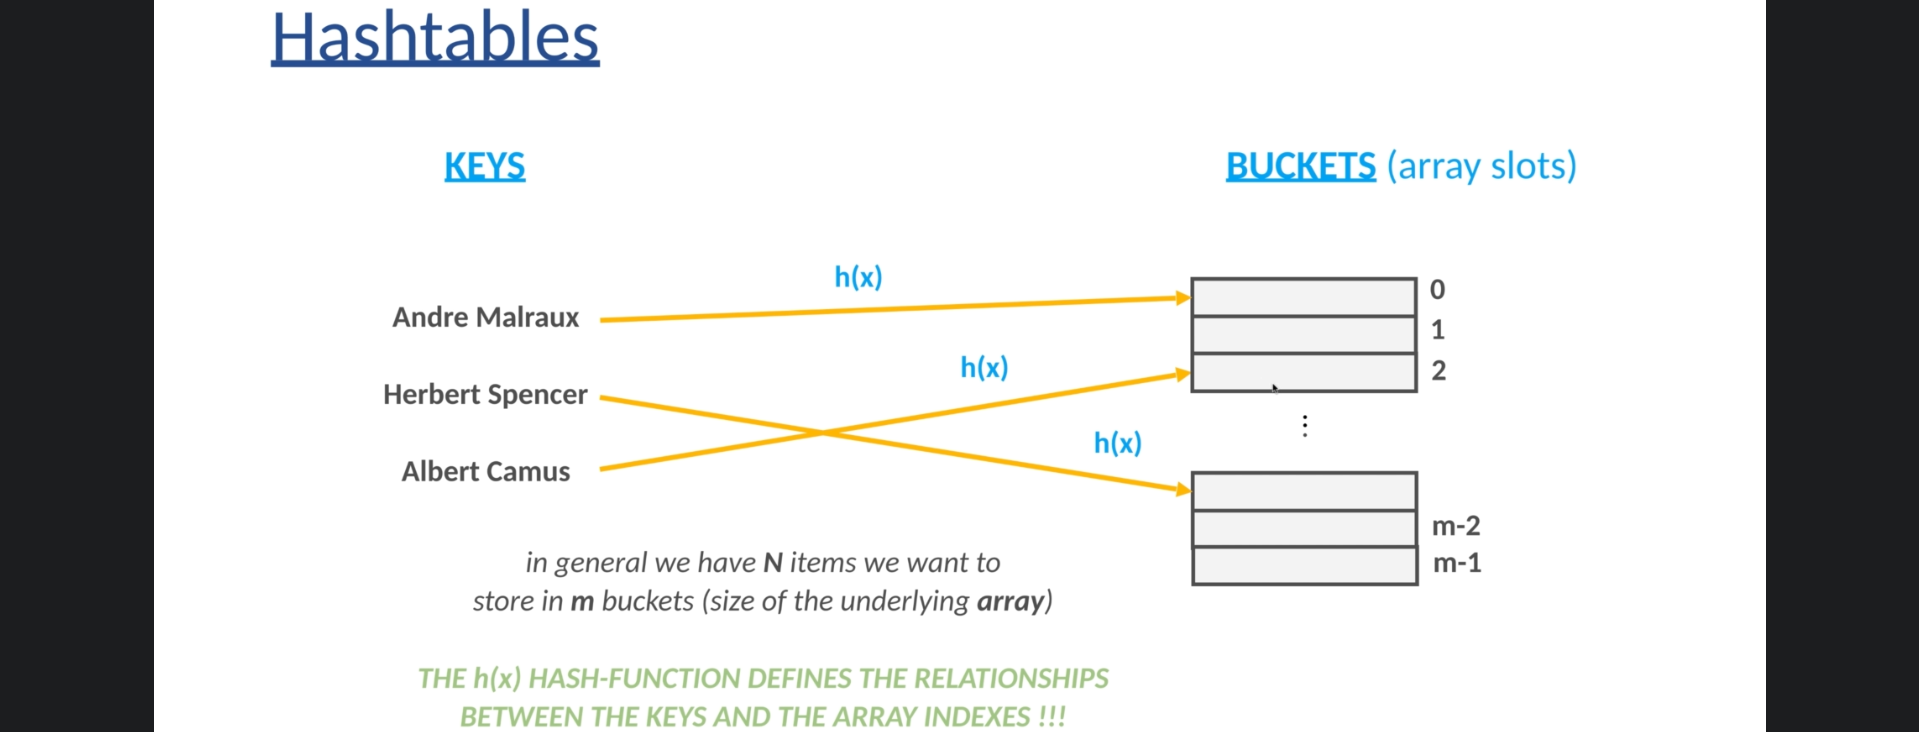 Hashtables
KEYS
BUCKETS (array slots)
h(x)
Andre Malraux
0
1
h(x)
2
Herbert Spencer
h(x)
Albert Camus
m-2
m-1
in general we have N items we want to
store in m buckets (size of the underlying array)
THE h(x) HASH-FUNCTION DEFINES THE RELATIONSHIPS
BETWEEN THE KEYS AND THE ARRAY INDEXES !!!